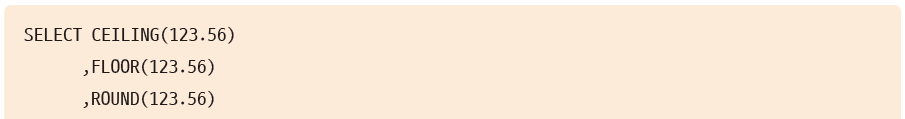 SELECT CEILING(123.56)
,FLOOR(123.56)
,ROUND(123.56)